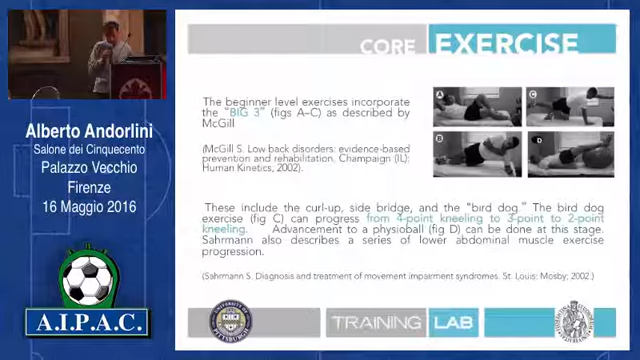 CORE EXERCISE
Alberto Andorlini
Salone dei Cinquecento
Palazzo Vecchio
Firenze
16 Maggio 2016
A.I.P.A.C.
The beginner level exercises incorporate
the "BIG 3" (figs A–C) as described by
McGill
(McGill S. Low back disorders: evidence-based
prevention and rehabilitation. Champaign (IL):
Human Kinetics, 2002).
A
C
B
D
These include the curl-up, side bridge, and the "bird dog." The bird dog
exercise (fig C) can progress from 4-point kneeling to 3-point to 2-point
kneeling. Advancement to a physioball (fig D) can be done at this stage.
Sahrmann also describes a series of lower abdominal muscle exercise
progression.
(Sahrmann S. Diagnosis and treatment of movement impairment syndromes. St. Louis: Mosby; 2002.)
UNIVERSITY OF
PITTSBURGH
TRAINING LAB